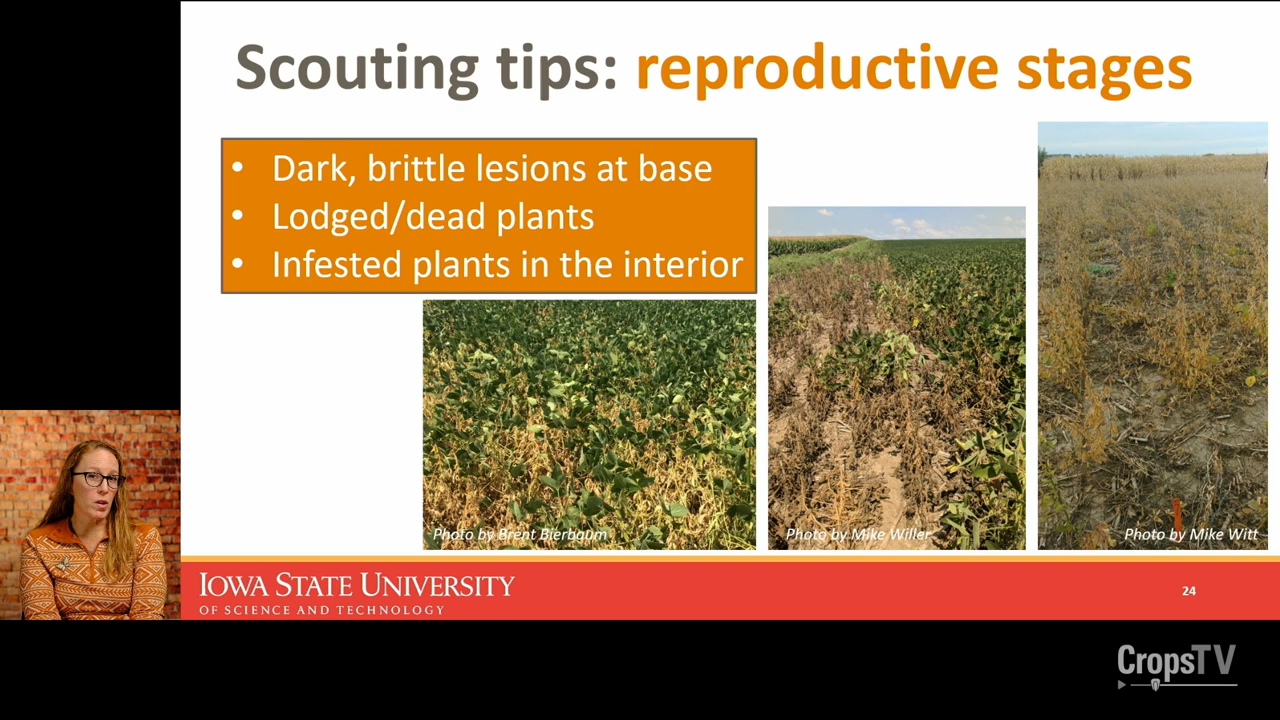 Scouting tips: reproductive stages
• Dark, brittle lesions at base
• Lodged/dead plants
• Infested plants in the interior
Photo by Brent Bierbaum
Photo by Mike Willer
Photo by Mike Witt
IOWA STATE UNIVERSITY
OF SCIENCE AND TECHNOLOGY
24
CropsTV